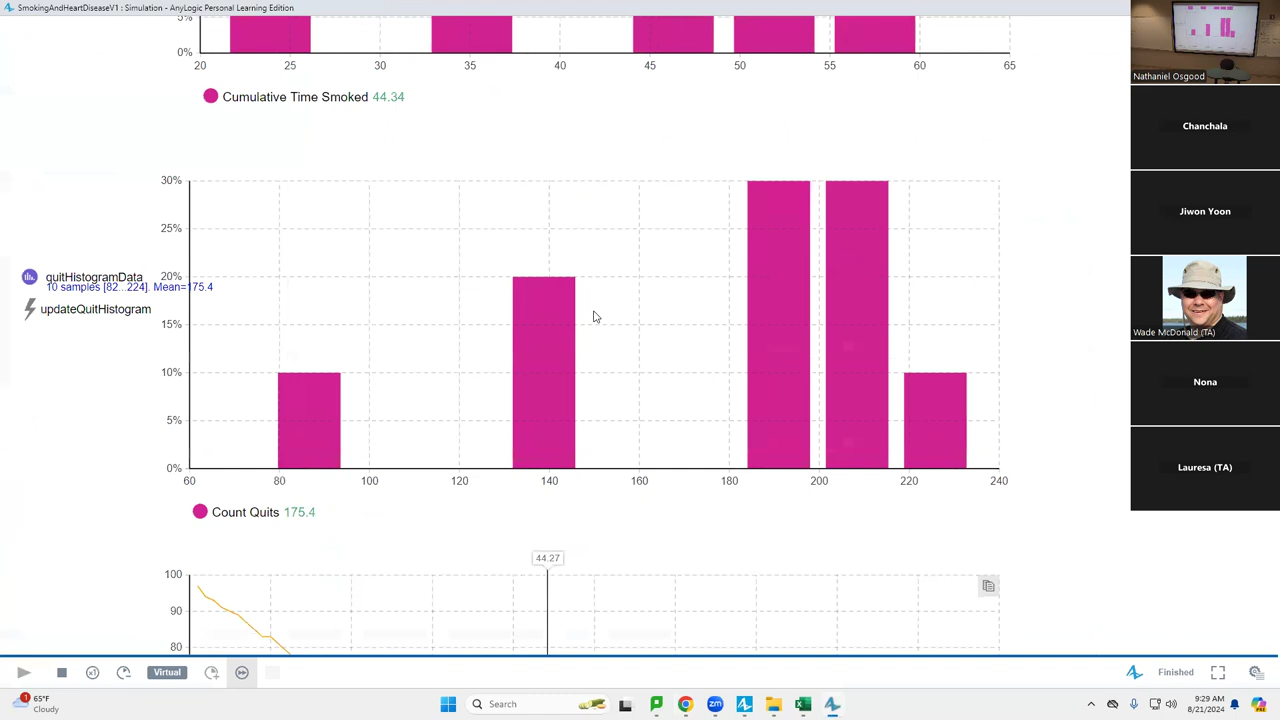 SmokingAndHeartDiseaseV1 : Simulation - AnyLogic Personal Learning Edition
5%
0%
20 25 30 35 40 45 50 55 60 65
Cumulative Time Smoked 44.34
30%
25%
20%
15%
10%
5%
0%
60 80 100 120 140 160 180 200 220 240
quitHistogramData
10 samples [82...224]. Mean=175.4
updateQuitHistogram
Count Quits 175.4
44.27
100
90
80
Nathaniel Osgood
Chanchala
Jiwon Yoon
Wade McDonald (TA)
Nona
Lauresa (TA)
x1
Virtual
Finished
1
65°F
Cloudy
Search
zm
9:29 AM
8/21/2024